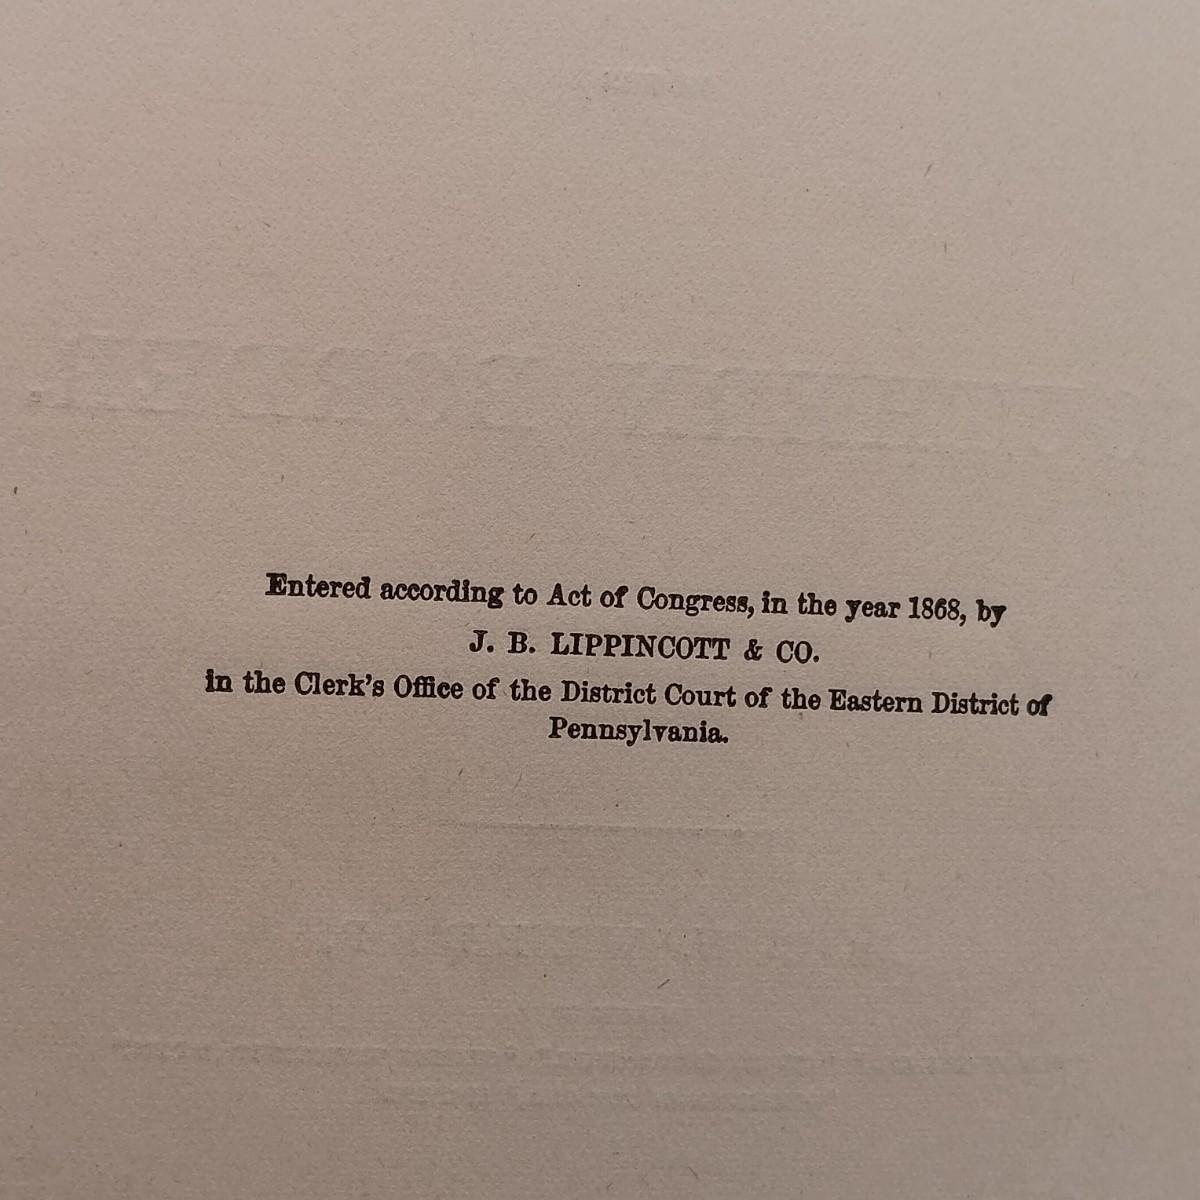 Entered according to Act of Congress, in the year 1868, by
J. B. LIPPINCOTT & CO.
in the Clerk's Office of the District Court of the Eastern District of
Pennsylvania.